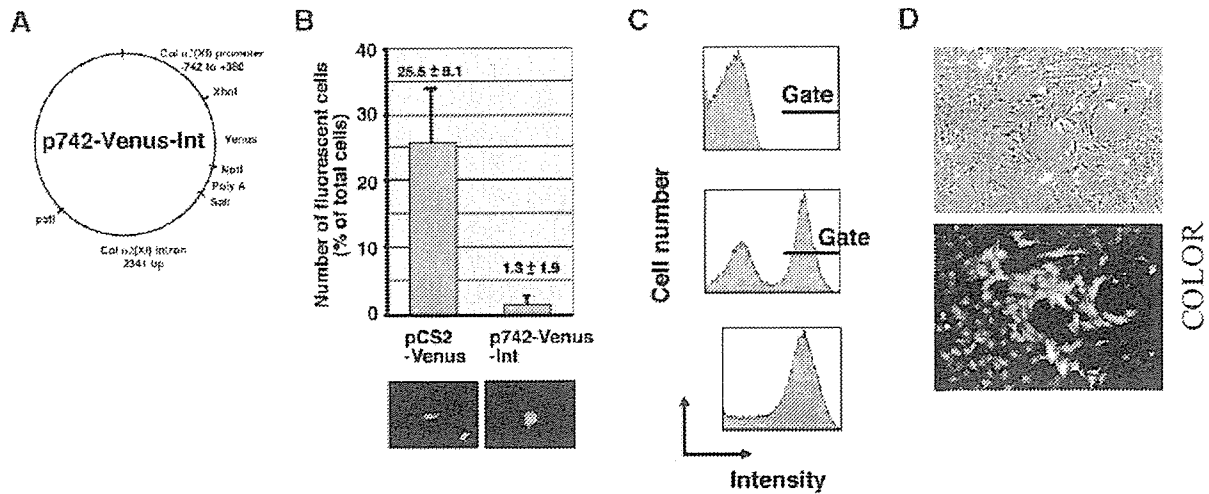 A
Col α2(XI) promoter
-742 to +380
XhoI
p742-Venus-Int
Venus
NotI
Poly A
SalI
pstI
Col α2(XI) intron
2341 bp
B
Number of fluorescent cells
(% of total cells)
40
30
20
10
0
25.5 ± 8.1
1.3 ± 1.9
pCS2
-Venus
p742-Venus
-Int
C
Gate
Gate
Cell number
Intensity
D
COLOR